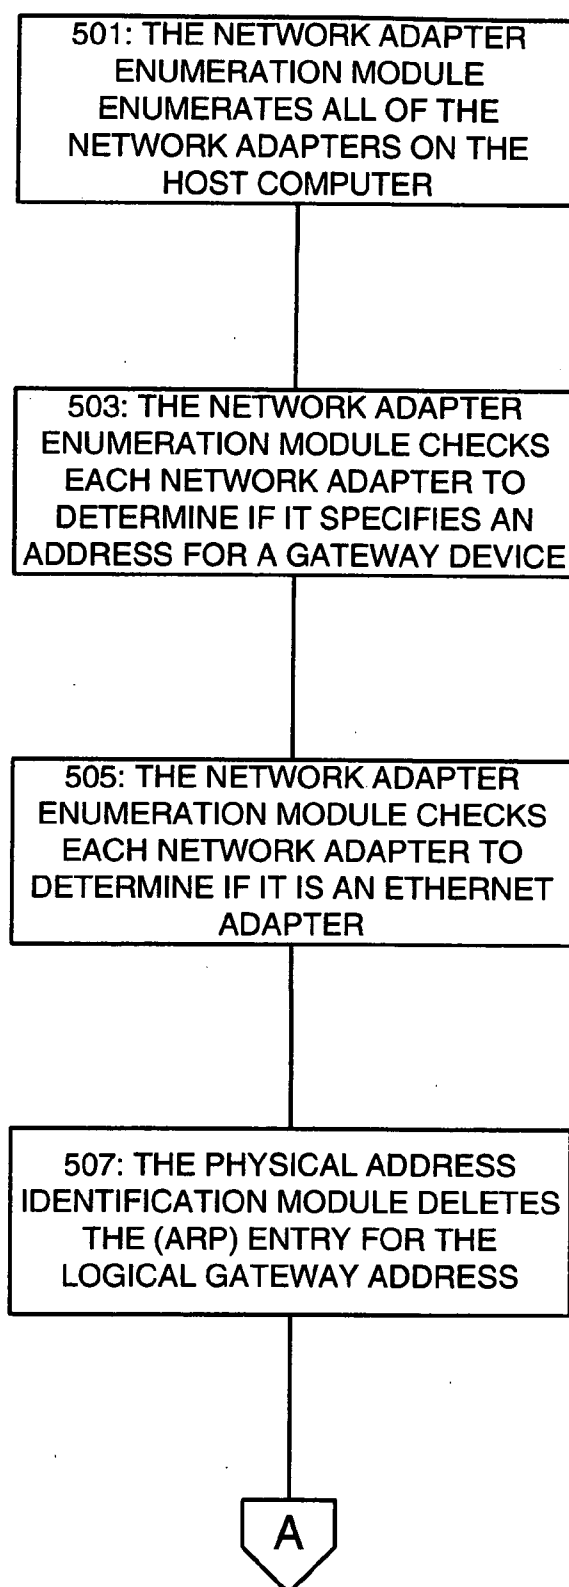 501: THE NETWORK ADAPTER
ENUMERATION MODULE
ENUMERATES ALL OF THE
NETWORK ADAPTERS ON THE
HOST COMPUTER
503: THE NETWORK ADAPTER
ENUMERATION MODULE CHECKS
EACH NETWORK ADAPTER TO
DETERMINE IF IT SPECIFIES AN
ADDRESS FOR A GATEWAY DEVICE
505: THE NETWORK ADAPTER
ENUMERATION MODULE CHECKS
EACH NETWORK ADAPTER TO
DETERMINE IF IT IS AN ETHERNET
ADAPTER
507: THE PHYSICAL ADDRESS
IDENTIFICATION MODULE DELETES
THE (ARP) ENTRY FOR THE
LOGICAL GATEWAY ADDRESS
A